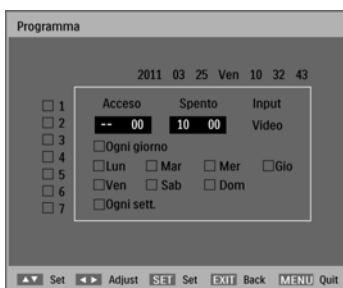 Programma
2011 03 25 Ven 10 32 43
1 Acceso Spento Input
2 -- 00 10 00 Video
3 Ogni giorno
4 Lun Mar Mer Gio
5 Ven Sab Dom
6 Ogni sett.
7
Set Adjust SET Set EXIT Back MENU Quit